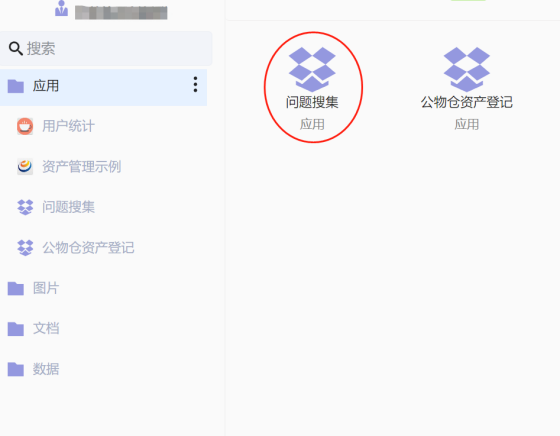 搜索
应用
用户统计
资产管理示例
问题搜集
公物仓资产登记
图片
文档
数据
问题搜集
应用
公物仓资产登记
应用